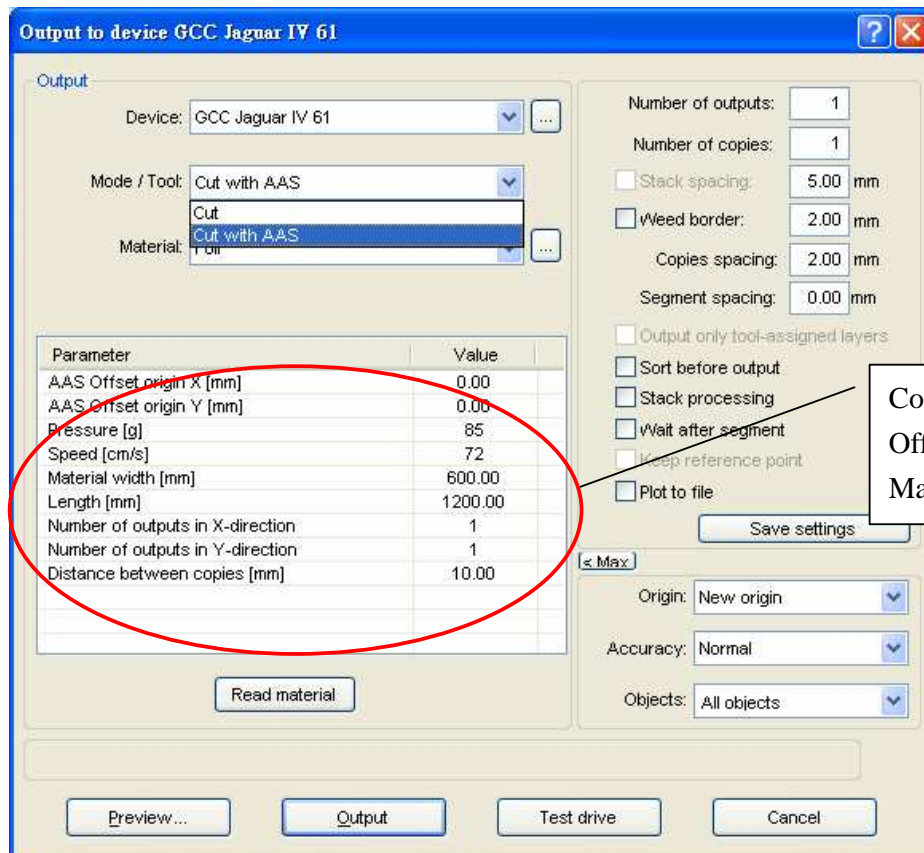 Output to device GCC Jaguar IV 61
Output
Device: GCC Jaguar IV 61 ...
Mode / Tool: Cut with AAS
Cut
Cut with AAS
Material: ...
Parameter Value
AAS Offset origin X [mm] 0.00
AAS Offset origin Y [mm] 0.00
Pressure [g] 85
Speed [cm/s] 72
Material width [mm] 600.00
Length [mm] 1200.00
Number of outputs in X-direction 1
Number of outputs in Y-direction 1
Distance between copies [mm] 10.00
Read material
Number of outputs: 1
Number of copies: 1
Stack spacing: 5.00 mm
Weed border: 2.00 mm
Copies spacing: 2.00 mm
Segment spacing: 0.00 mm
Output only tool-assigned layers
Sort before output
Stack processing
Wait after segment
Keep reference point
Plot to file
Save settings
Co
Off
Ma
< Max
Origin: New origin
Accuracy: Normal
Objects: All objects
Preview...
Output
Test drive
Cancel